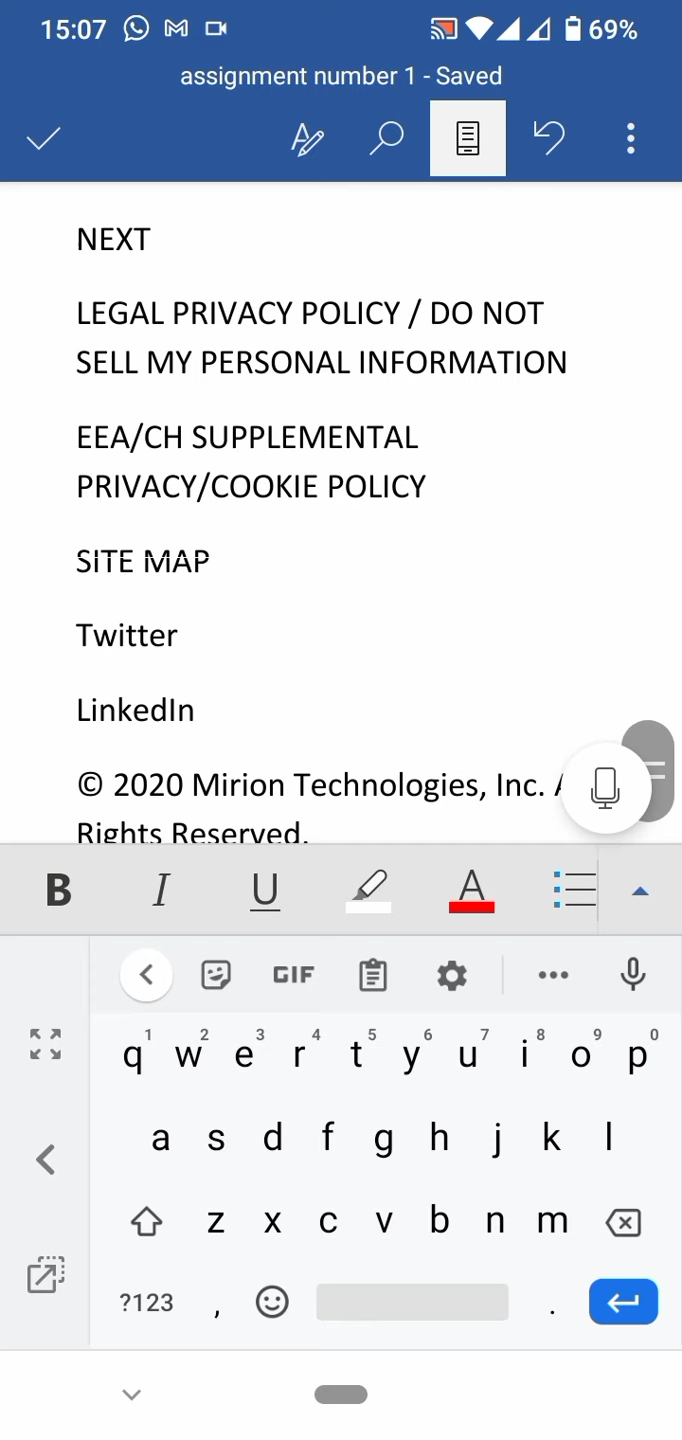 15:07 69%
assignment number 1 - Saved
NEXT
LEGAL PRIVACY POLICY / DO NOT
SELL MY PERSONAL INFORMATION
EEA/CH SUPPLEMENTAL
PRIVACY/COOKIE POLICY
SITE MAP
Twitter
LinkedIn
© 2020 Mirion Technologies, Inc.
Rights Reserved.
B I U A
GIF
1 2 3 4 5 6 7 8 9 0
q w e r t y u i o p
a s d f g h j k l
z x c v b n m
?123 , .